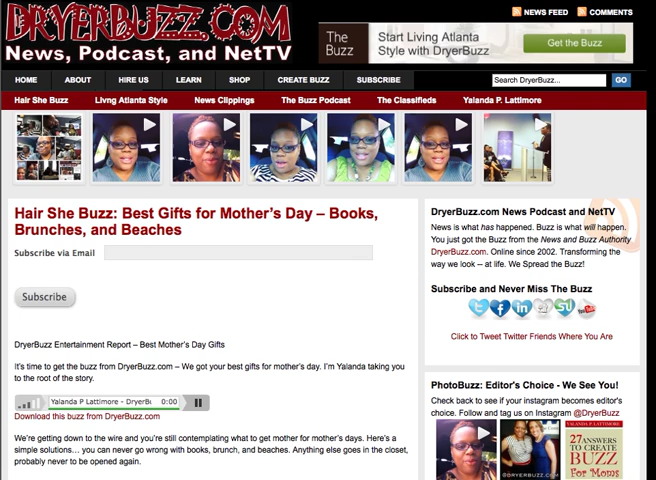 DRYERBUZZ.COM
News, Podcast, and NetTV
NEWS FEED COMMENTS
The Buzz
Start Living Atlanta Style with DryerBuzz
Get the Buzz
HOME ABOUT HIRE US LEARN SHOP CREATE BUZZ SUBSCRIBE
Search DryerBuzz... GO
Hair She Buzz Livng Atlanta Style News Clippings The Buzz Podcast The Classifieds Yalanda P. Lattimore
Hair She Buzz: Best Gifts for Mother's Day – Books,
Brunches, and Beaches
Subscribe via Email
Subscribe
DryerBuzz Entertainment Report – Best Mother's Day Gifts
It's time to get the buzz from DryerBuzz.com – We got your best gifts for mother's day. I'm Yalanda taking you
to the root of the story.
Yalanda P Lattimore - DryerBu 0:00
Download this buzz from DryerBuzz.com
We're getting down to the wire and you're still contemplating what to get mother for mother's days. Here's a
simple solutions... you can never go wrong with books, brunch, and beaches. Anything else goes in the closet,
probably never to be opened again.
DryerBuzz.com News Podcast and NetTV
News is what has happened. Buzz is what will happen.
You just got the Buzz from the News and Buzz Authority
DryerBuzz.com. Online since 2002. Transforming the
way we look -- at life. We Spread the Buzz!
Subscribe and Never Miss The Buzz
Click to Tweet Twitter Friends Where You Are
PhotoBuzz: Editor's Choice - We See You!
Check back to see if your instagram becomes editor's
choice. Follow and tag us on Instagram @DryerBuzz
@DRYERBUZZ.COM
YALANDA P. LATTIMORE
27 ANSWERS
TO CREATE
BUZZ
For Moms